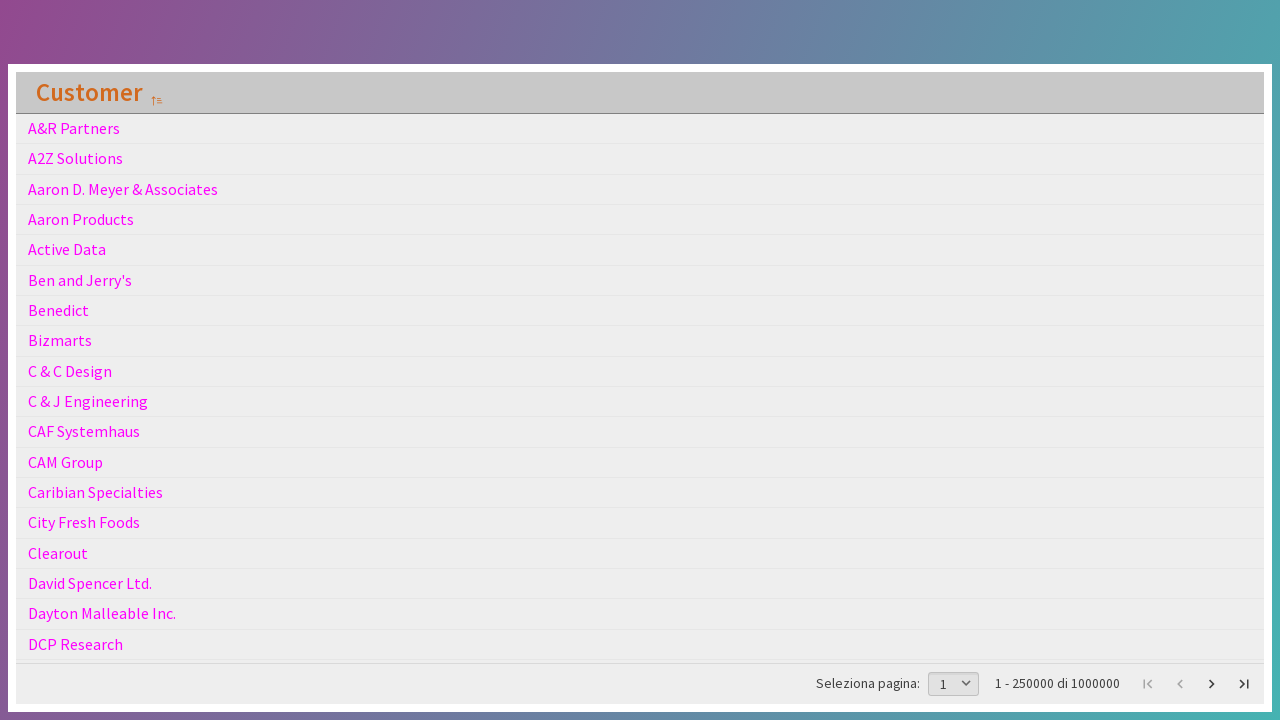 Customer
A&R Partners
A2Z Solutions
Aaron D. Meyer & Associates
Aaron Products
Active Data
Ben and Jerry's
Benedict
Bizmarts
C & C Design
C & J Engineering
CAF Systemhaus
CAM Group
Caribian Specialties
City Fresh Foods
Clearout
David Spencer Ltd.
Dayton Malleable Inc.
DCP Research
Seleziona pagina: 1 1 - 250000 di 1000000